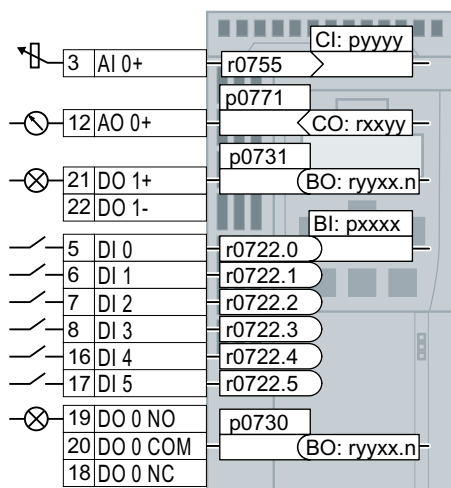 CI: pyyyy
3 AI 0+ r0755
p0771
12 AO 0+ CO: rxxyy
p0731
21 DO 1+ BO: ryyxx.n
22 DO 1-
BI: pxxxx
5 DI 0 r0722.0
6 DI 1 r0722.1
7 DI 2 r0722.2
8 DI 3 r0722.3
16 DI 4 r0722.4
17 DI 5 r0722.5
19 DO 0 NO p0730
20 DO 0 COM BO: ryyxx.n
18 DO 0 NC